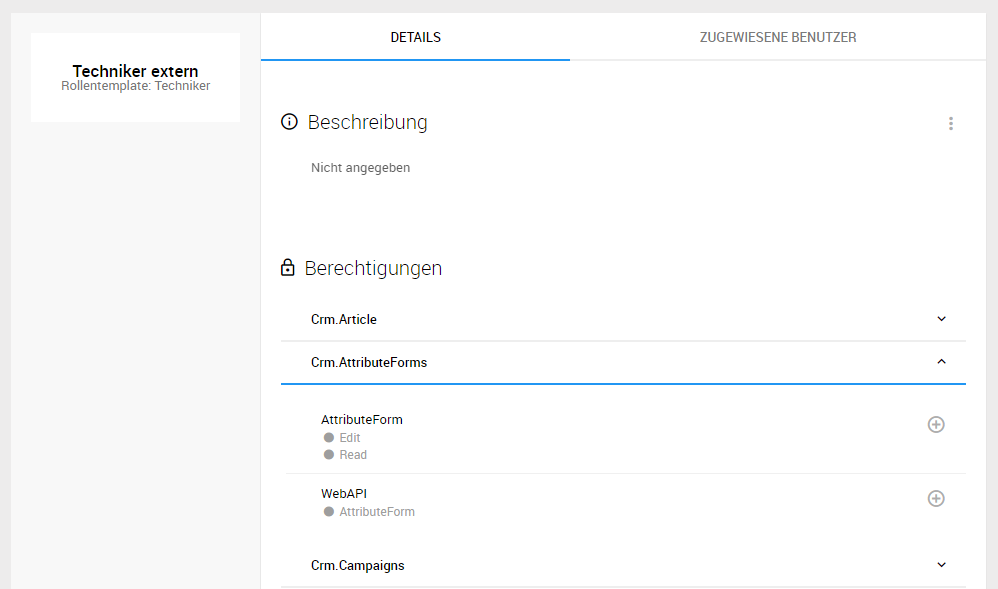 Techniker extern
Rollentemplate: Techniker
DETAILS
ZUGEWIESENE BENUTZER
Beschreibung
Nicht angegeben
Berechtigungen
Crm.Article
Crm.AttributeForms
AttributeForm
Edit
Read
WebAPI
AttributeForm
Crm.Campaigns